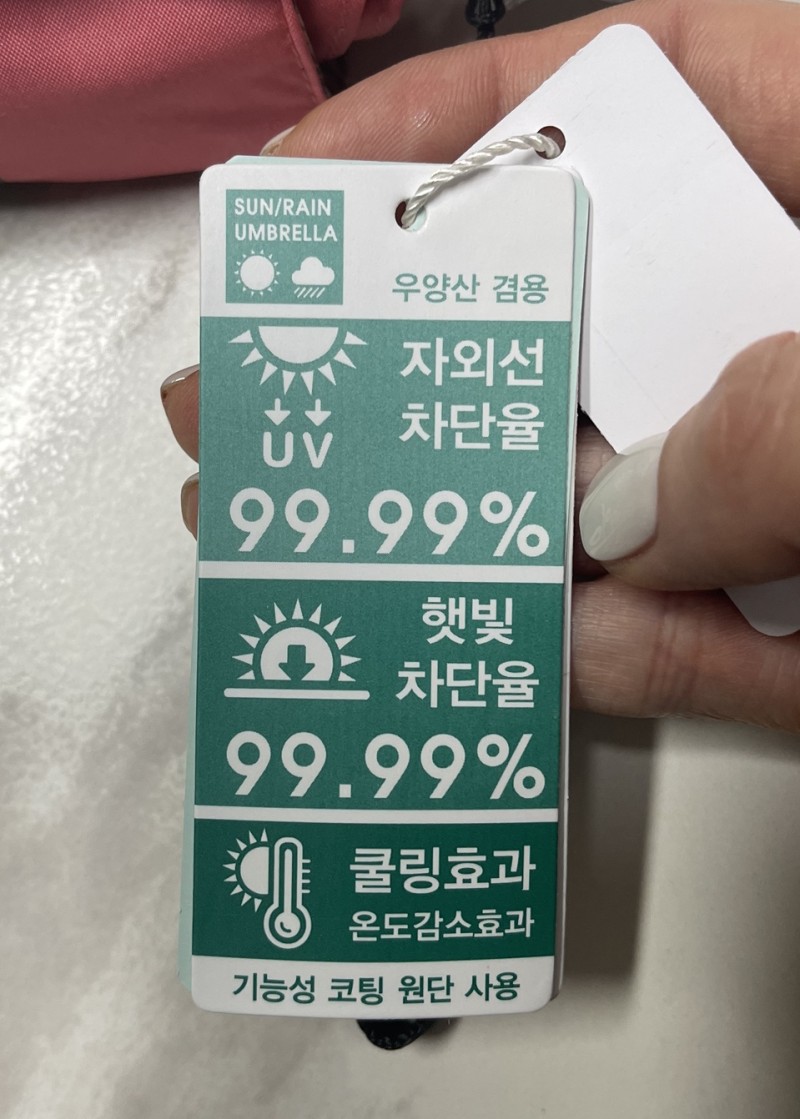 SUN/RAIN
UMBRELLA
우양산 겸용
자외선
차단율
UV
99.99%
햇빛
차단율
99.99%
쿨링효과
온도감소효과
기능성 코팅 원단 사용